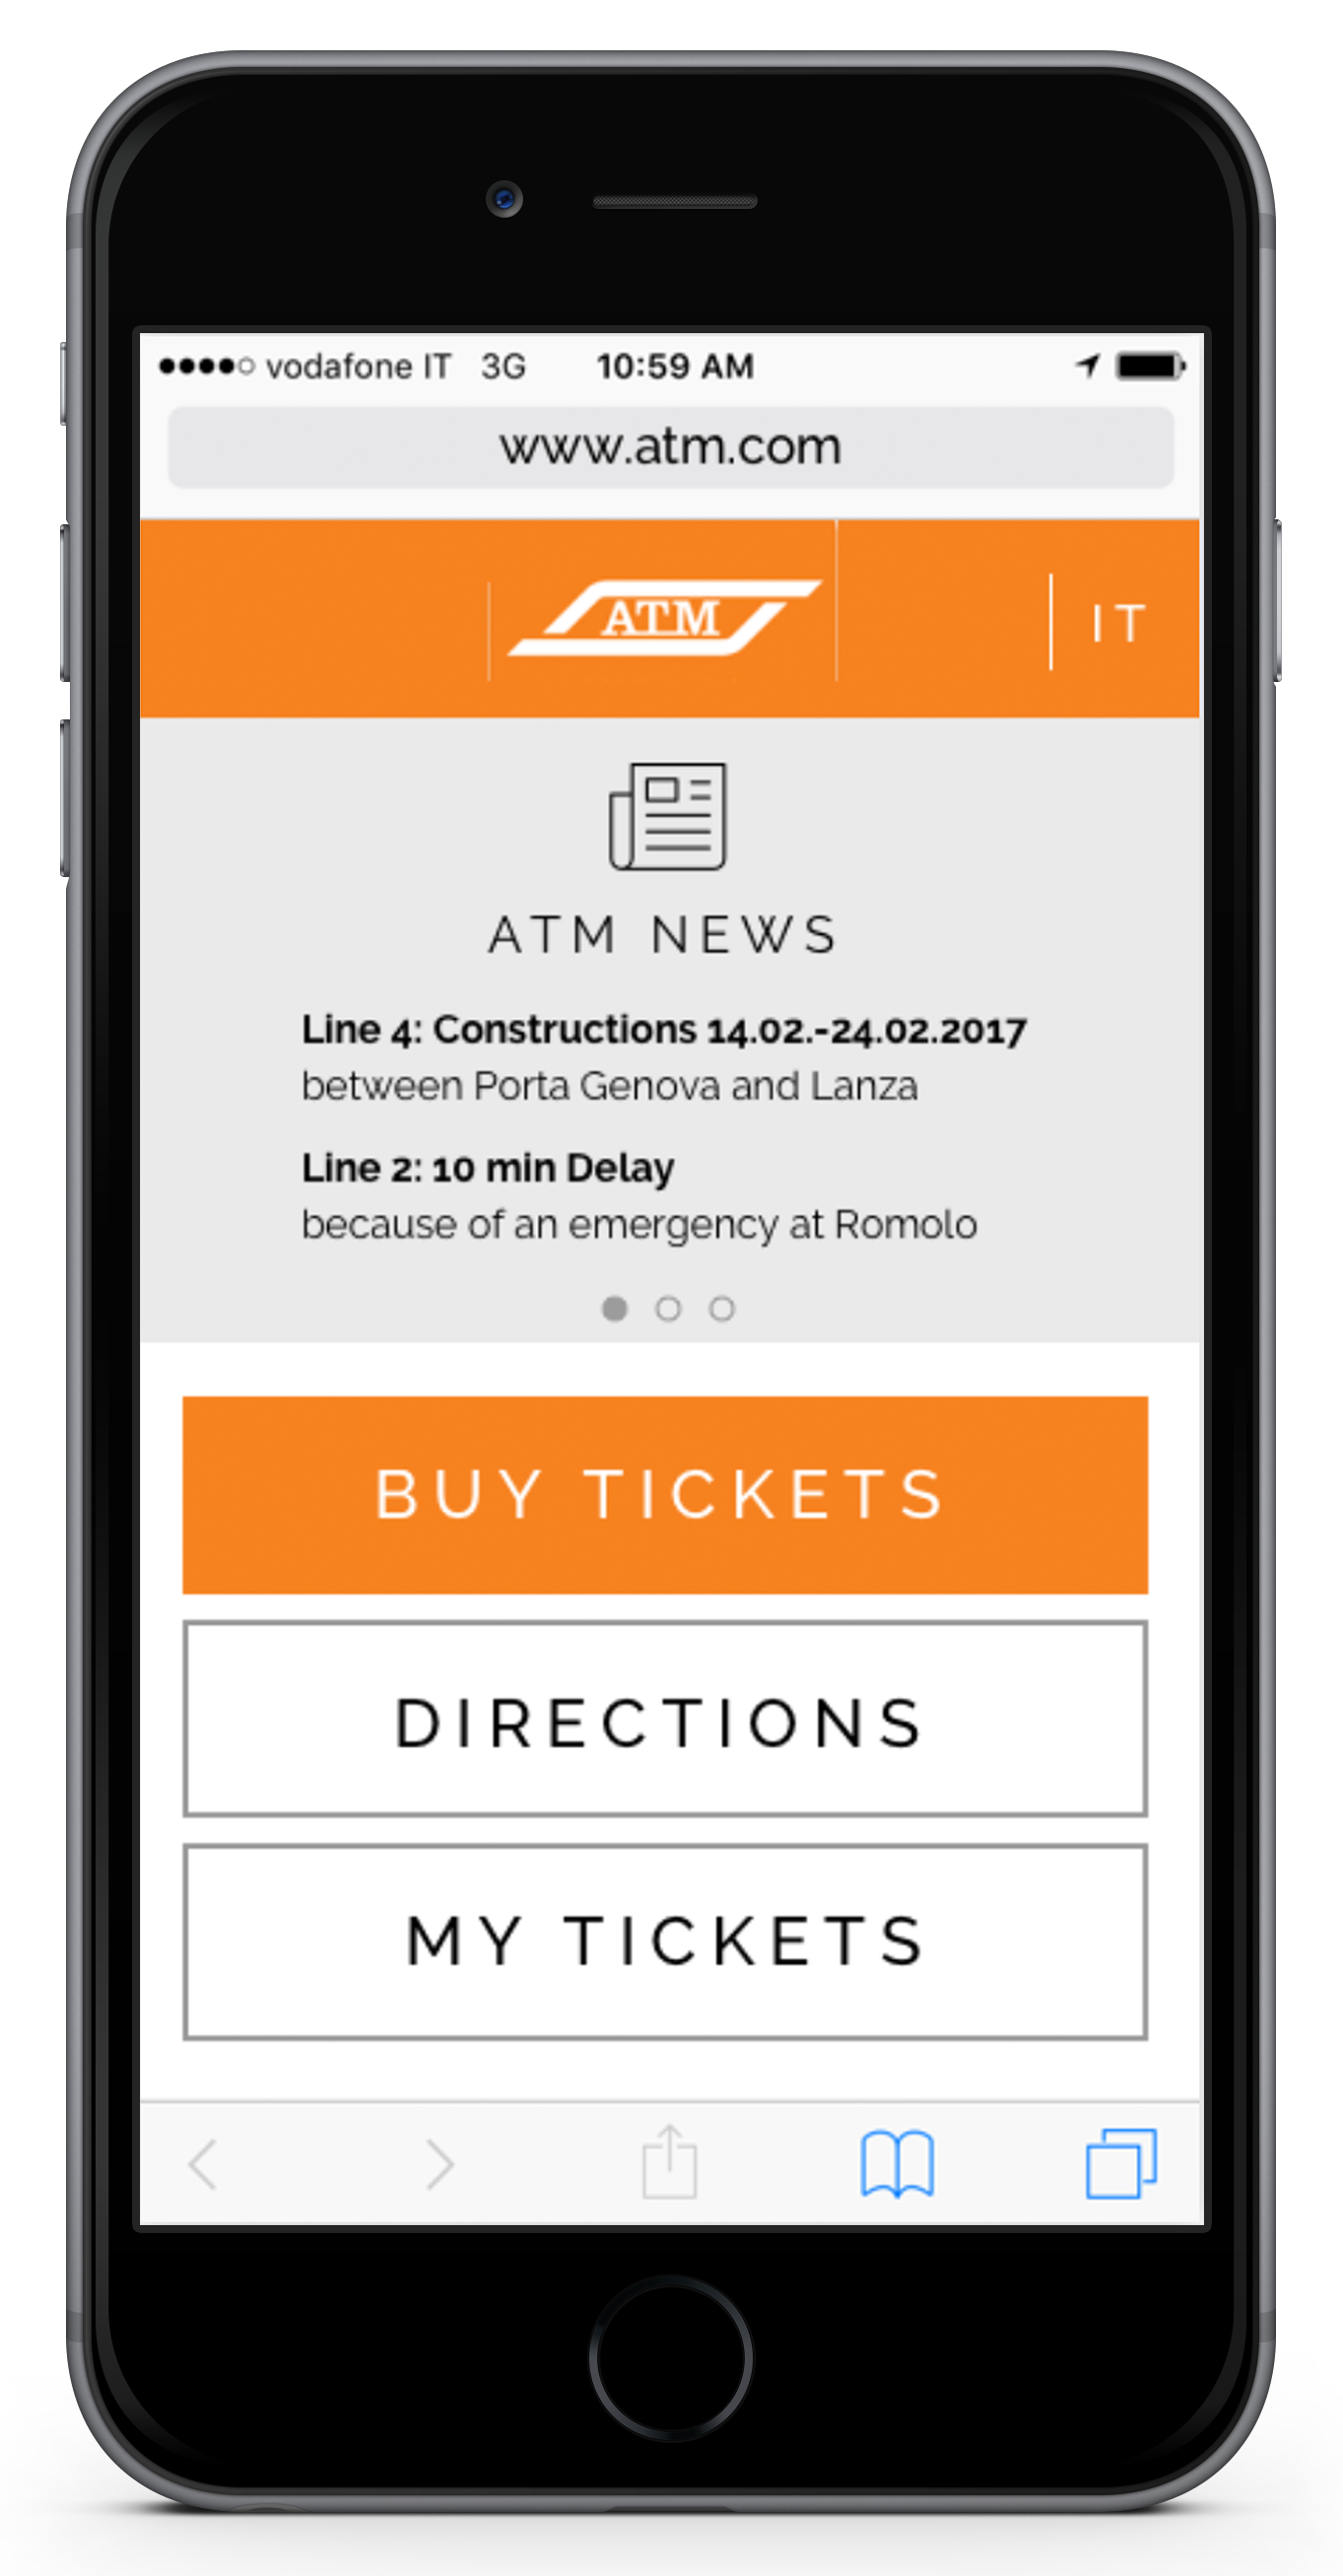 vodafone IT 3G 10:59 AM
www.atm.com
ATM
IT
ATM NEWS
Line 4: Constructions 14.02.-24.02.2017
between Porta Genova and Lanza
Line 2: 10 min Delay
because of an emergency at Romolo
BUY TICKETS
DIRECTIONS
MY TICKETS